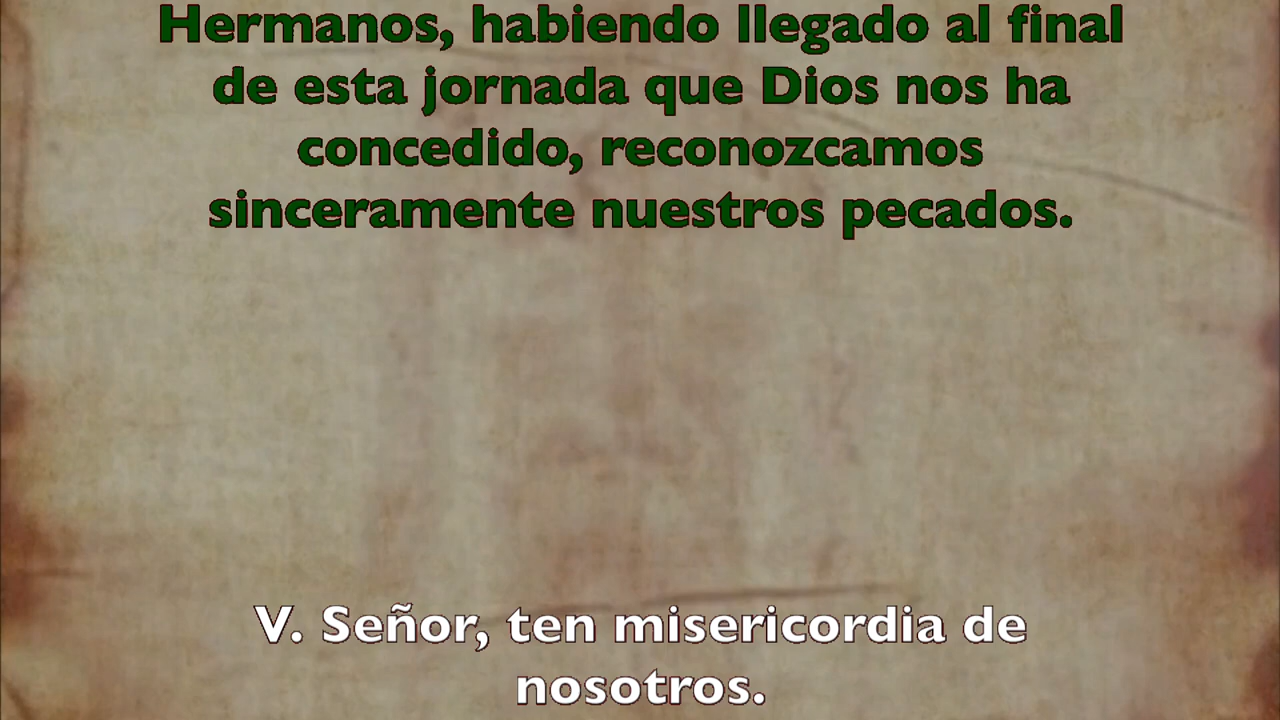 Hermanos, habiendo llegado al final
de esta jornada que Dios nos ha
concedido, reconozcamos
sinceramente nuestros pecados.
V. Señor, ten misericordia de
nosotros.